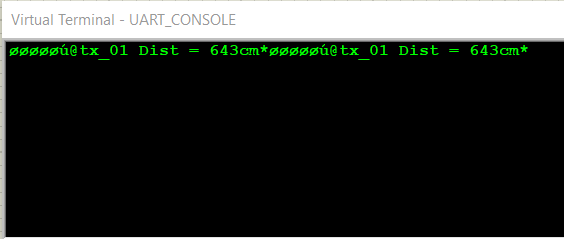 Virtual Terminal - UART_CONSOLE
øøøøøú@tx_01 Dist = 643cm*øøøøøú@tx_01 Dist = 643cm*